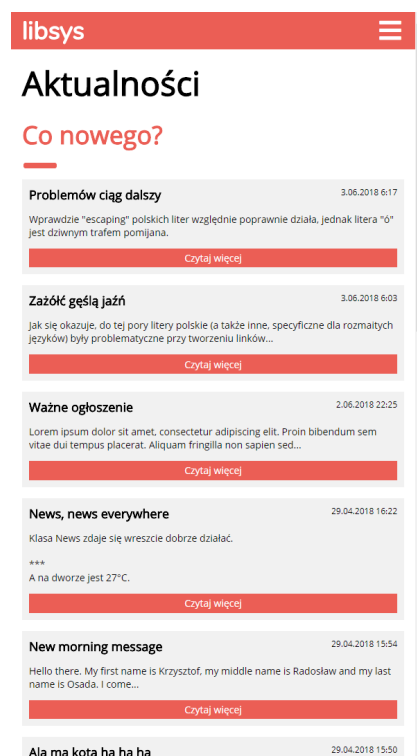 libsys
Aktualności
Co nowego?
Problemów ciąg dalszy
3.06.2018 6:17
Wprawdzie "escaping" polskich liter względnie poprawnie działa, jednak litera "ó"
jest dziwnym trafem pomijana.
Czytaj więcej
Zażółć gęślą jaźń
3.06.2018 6:03
Jak się okazuje, do tej pory litery polskie (a także inne, specyficzne dla rozmaitych
języków) były problematyczne przy tworzeniu linków...
Czytaj więcej
Ważne ogłoszenie
2.06.2018 22:25
Lorem ipsum dolor sit amet, consectetur adipiscing elit. Proin bibendum sem
vitae dui tempus placerat. Aliquam fringilla non sapien sed...
Czytaj więcej
News, news everywhere
29.04.2018 16:22
Klasa News zdaje się wreszcie dobrze działać.
***
A na dworze jest 27°C.
Czytaj więcej
New morning message
29.04.2018 15:54
Hello there. My first name is Krzysztof, my middle name is Radosław and my last
name is Osada. I come...
Czytaj więcej
Ala ma kota ha ha ha
29.04.2018 15:50